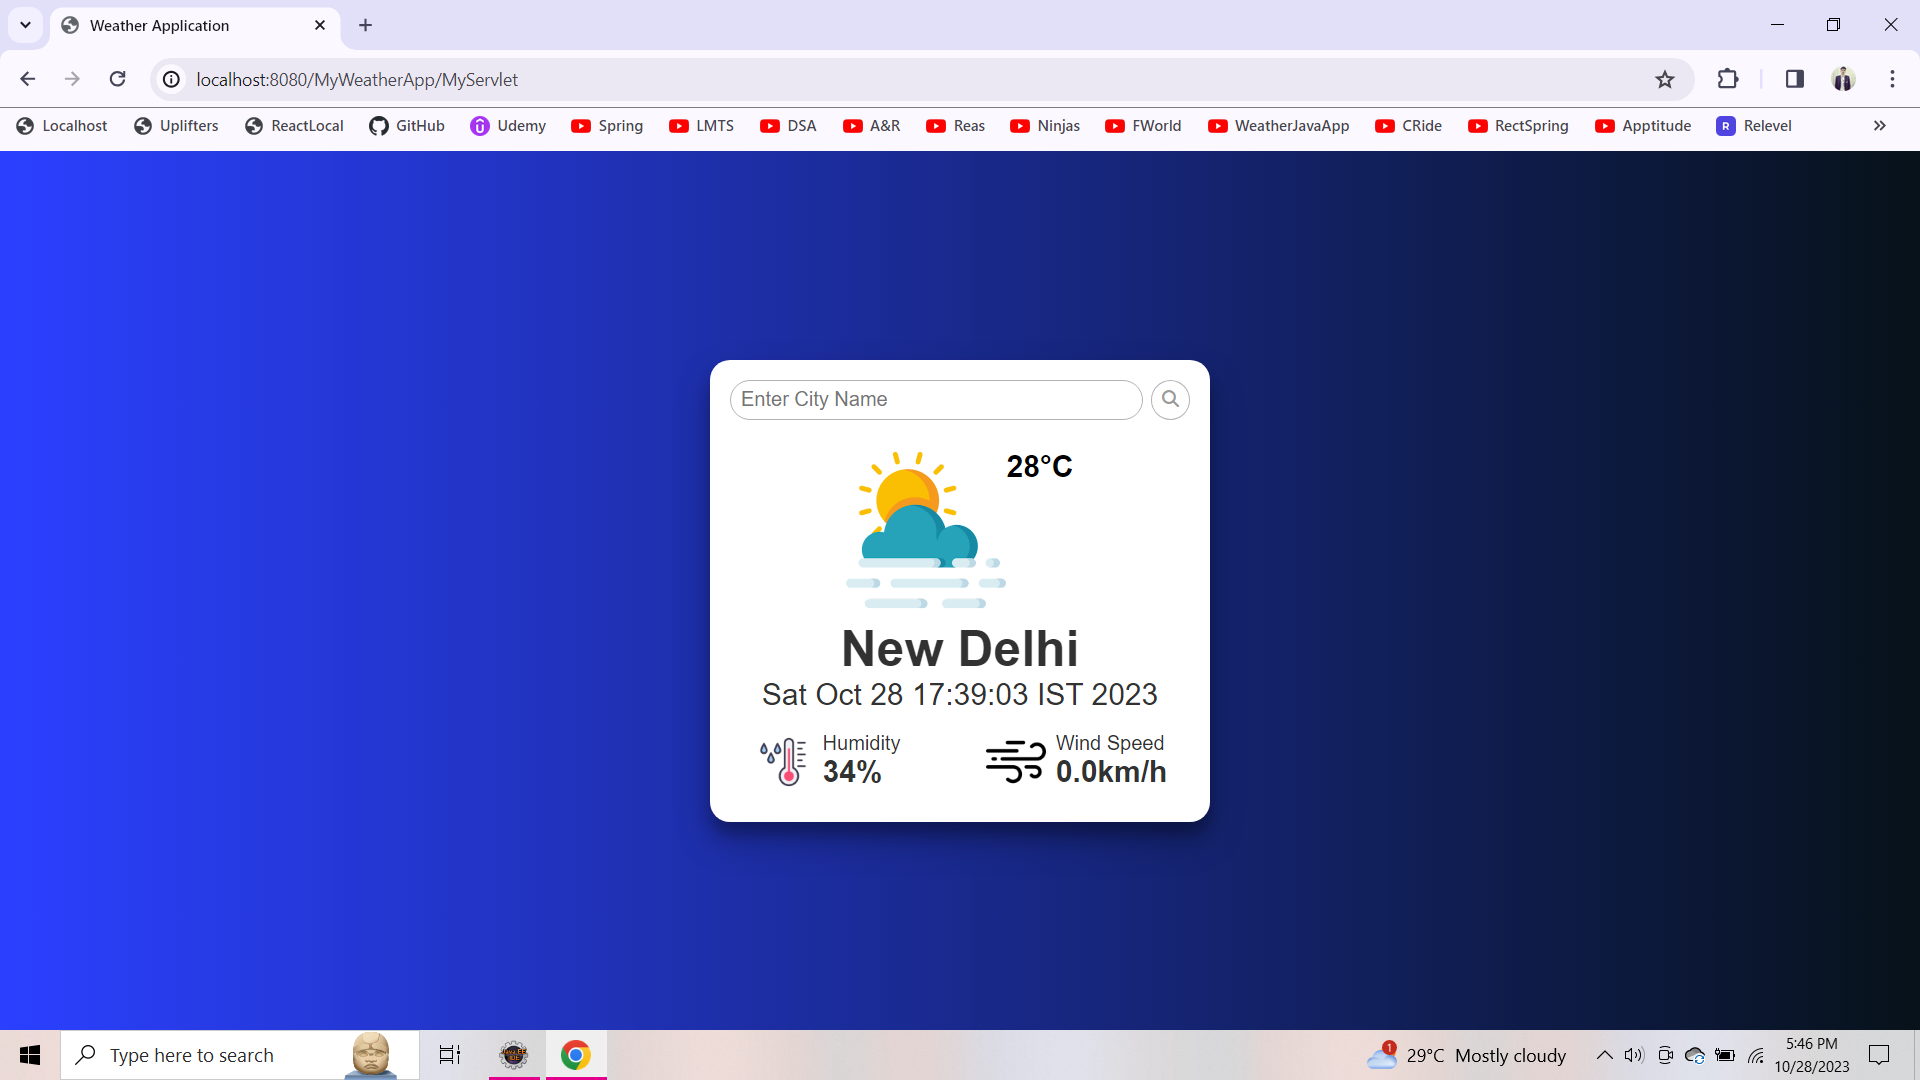 Weather Application
localhost:8080/MyWeatherApp/MyServlet
Localhost Uplifters ReactLocal GitHub Udemy Spring LMTS DSA A&R Reas Ninjas FWorld WeatherJavaApp CRide RectSpring Apptitude R Relevel
Enter City Name
28°C
New Delhi
Sat Oct 28 17:39:03 IST 2023
Humidity
34%
Wind Speed
0.0km/h
Type here to search
1
29°C Mostly cloudy
5:46 PM
10/28/2023